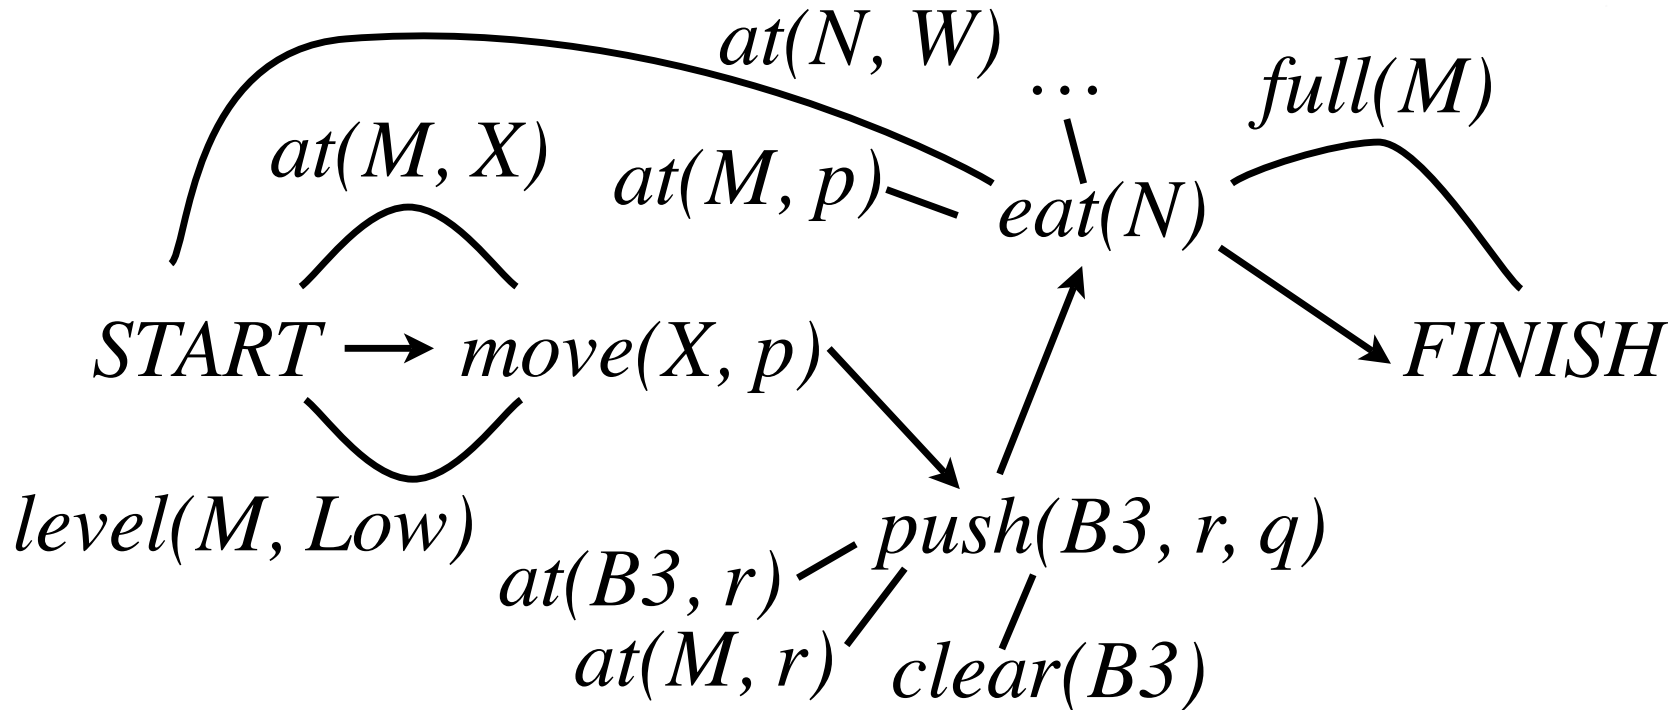 at(N, W)
...
full(M)
at(M, X)
at(M, p)
eat(N)
START
move(X, p)
FINISH
level(M, Low)
push(B3, r, q)
at(B3, r)
at(M, r)
clear(B3)